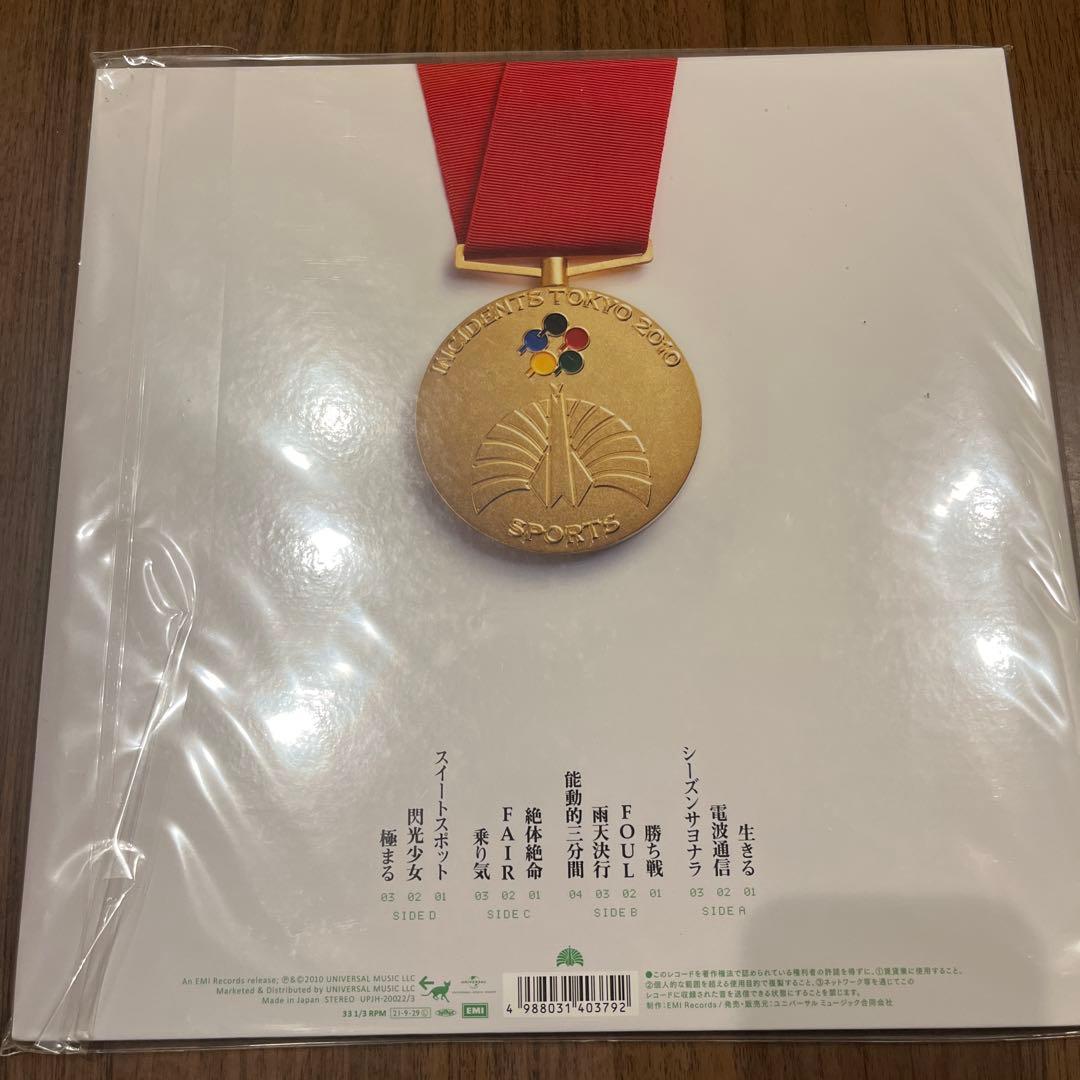 INCIDENTS TOKYO 2010
SPORTS
生きる
電波通信
シーズンサヨナラ
01
02
03
SIDE A
勝ち戦
FOUL
雨天決行
能動的三分間
01
02
03
04
SIDE B
絶体絶命
FAIR
乗り気
01
02
03
SIDE C
スイートスポット
閃光少女
極まる
01
02
03
SIDE D
An EMI Records release; ℗&©2010 UNIVERSAL MUSIC LLC
Marketed & Distributed by UNIVERSAL MUSIC LLC
Made in Japan STEREO UPJH-20022/3
33 1/3 RPM 21-9-29 Ⓛ
EMI
UNIVERSAL
4 988031 403792
●このレコードを著作権法で認められている権利者の許諾を得ずに、①賃貸業に使用すること、
②個人的な範囲を超える使用目的で複製すること、③ネットワーク等を通じてこの
レコードに収録された音を送信できる状態にすることを禁じます。
制作：EMI Records / 発売・販売元：ユニバーサル ミュージック合同会社